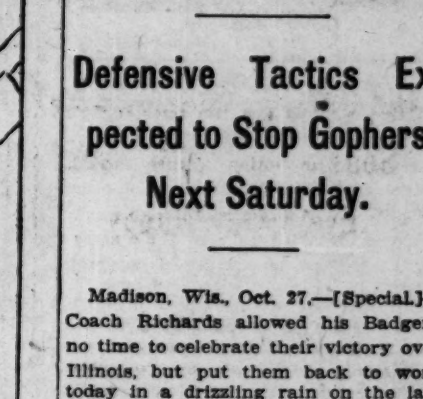 Defensive Tactics Ex
pected to Stop Gophers
Next Saturday.
Madison, Wis., Oct. 27.—[Special.]
Coach Richards allowed his Badge
no time to celebrate their victory ov
Illinois, but put them back to wo
today in a drizzling rain on the la